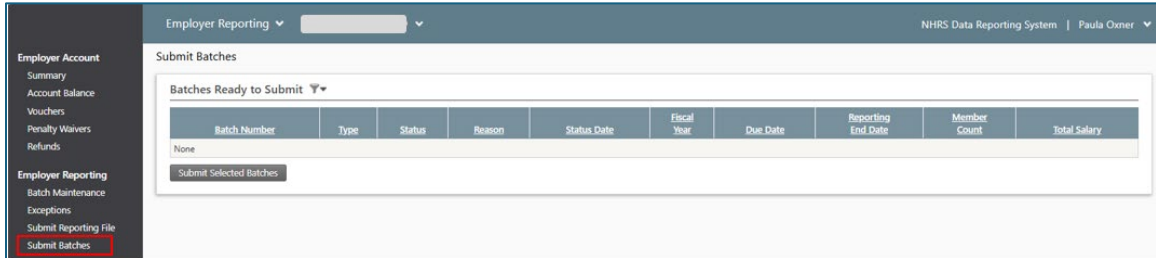 Employer Reporting
NHRS Data Reporting System | Paula Oxner
Employer Account
Summary
Account Balance
Vouchers
Penalty Waivers
Refunds
Employer Reporting
Batch Maintenance
Exceptions
Submit Reporting File
Submit Batches
Submit Batches
Batches Ready to Submit
Batch Number Type Status Reason Status Date Fiscal Year Due Date Reporting End Date Member Count Total Salary
None
Submit Selected Batches